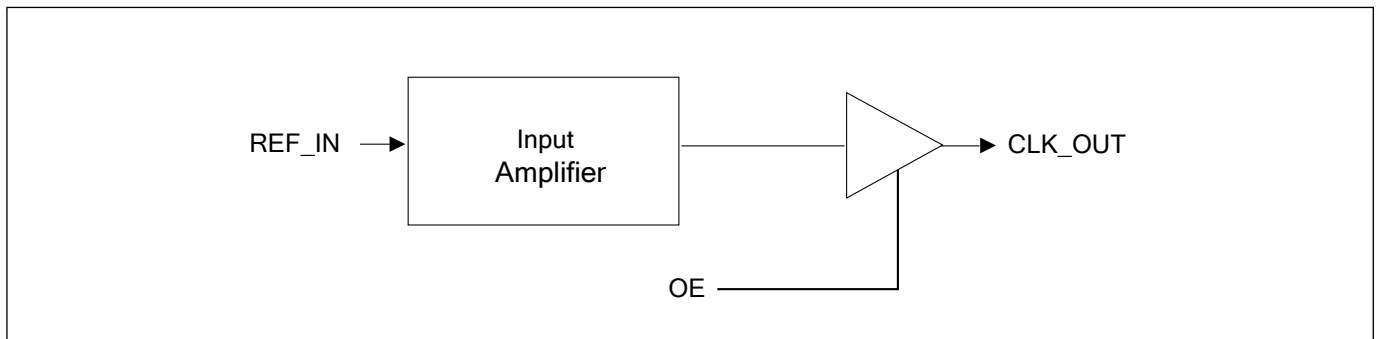 REF_IN
Input
Amplifier
CLK_OUT
OE